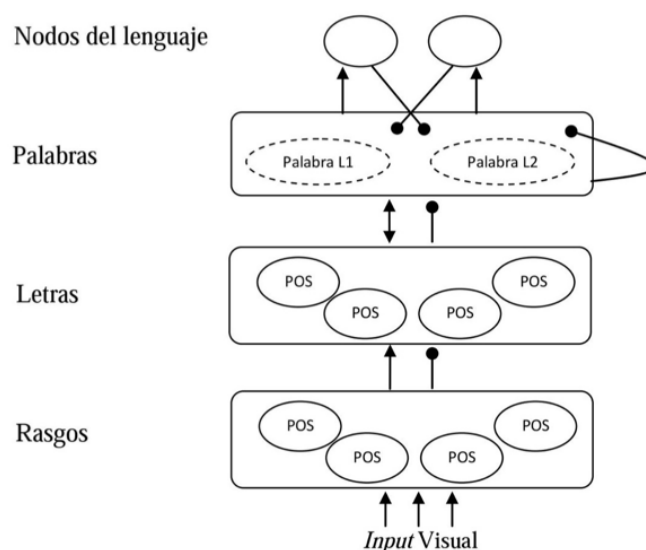 Nodos del lenguaje
Palabras
Palabra L1
Palabra L2
Letras
POS
POS
POS
POS
Rasgos
POS
POS
POS
POS
Input Visual